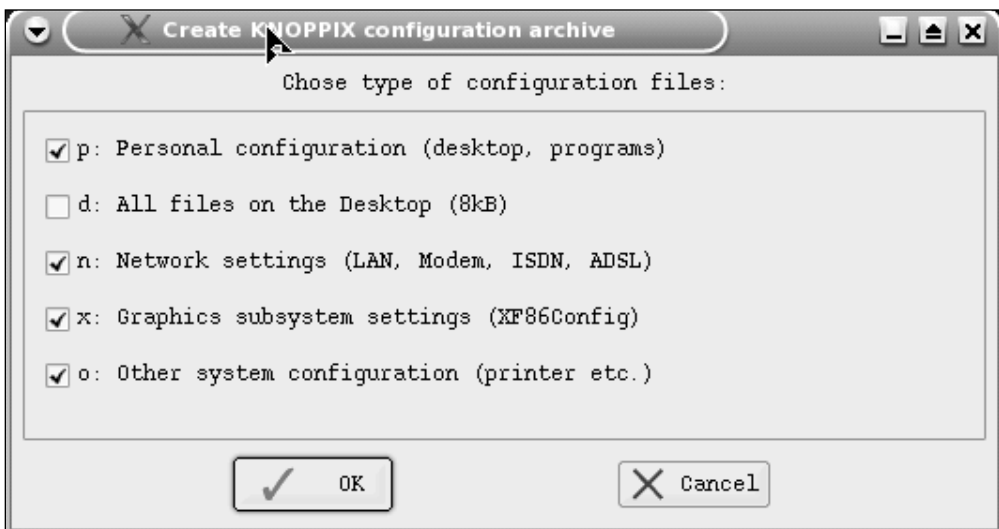 Create KNOPPIX configuration archive
Chose type of configuration files:
p: Personal configuration (desktop, programs)
d: All files on the Desktop (8kB)
n: Network settings (LAN, Modem, ISDN, ADSL)
x: Graphics subsystem settings (XF86Config)
o: Other system configuration (printer etc.)
OK
Cancel